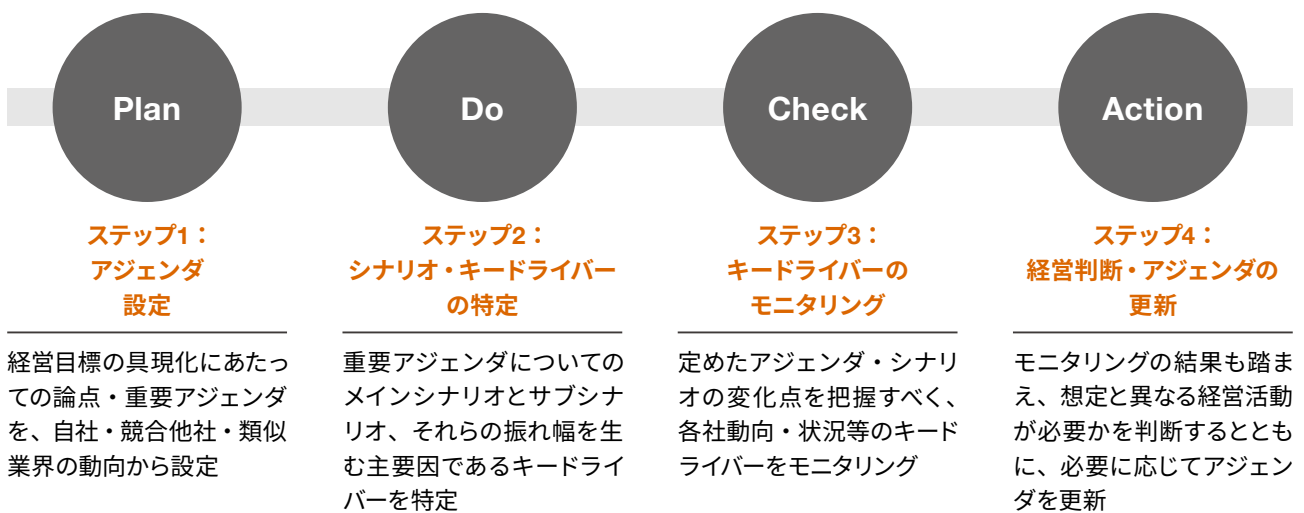 Plan
Do
Check
Action
ステップ1：
アジェンダ
設定
経営目標の具現化にあたっ
ての論点・重要アジェンダ
を、自社・競合他社・類似
業界の動向から設定
ステップ2：
シナリオ・キードライバー
の特定
重要アジェンダについての
メインシナリオとサブシナ
リオ、それらの振れ幅を生
む主要因であるキードライ
バーを特定
ステップ3：
キードライバーの
モニタリング
定めたアジェンダ・シナリ
オの変化点を把握すべく、
各社動向・状況等のキード
ライバーをモニタリング
ステップ4：
経営判断・アジェンダの
更新
モニタリングの結果も踏ま
え、想定と異なる経営活動
が必要かを判断するととも
に、必要に応じてアジェン
ダを更新